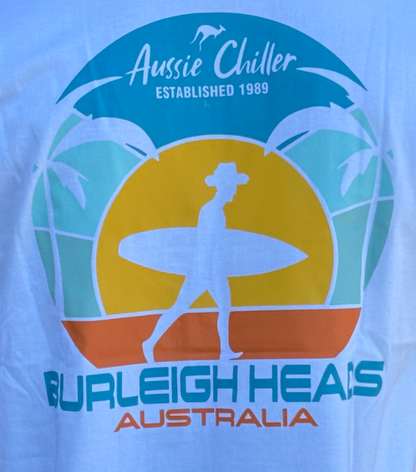 Aussie Chiller
ESTABLISHED 1989
BURLEIGH HEADS
AUSTRALIA